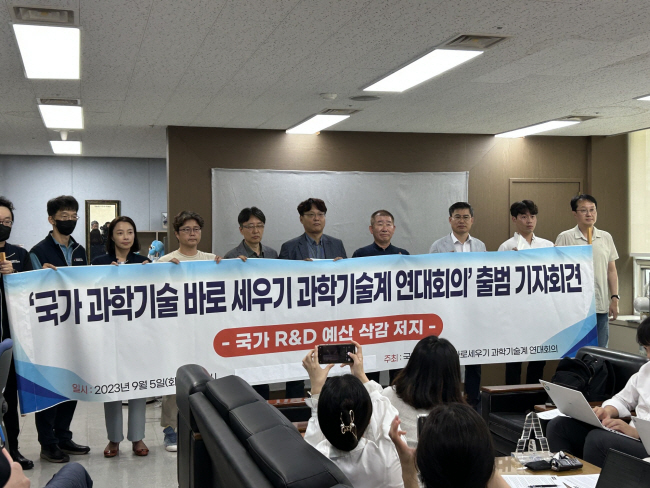 '국가 과학기술 바로 세우기 과학기술계 연대회의' 출범 기자회견
- 국가 R&D 예산 삭감 저지 -
일시 : 2023년 9월 5일(화
주최 : 국 바로세우기 과학기술계 연대회의